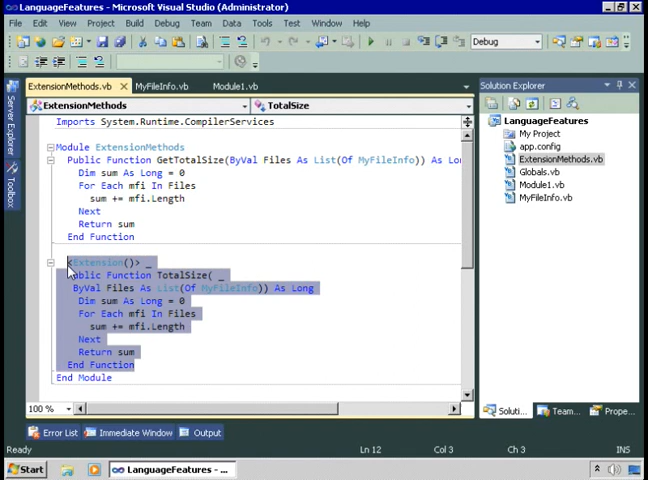 LanguageFeatures - Microsoft Visual Studio (Administrator)
File Edit View Project Build Debug Team Data Tools Test Window Help
Debug
ExtensionMethods.vb MyFileInfo.vb Module1.vb
ExtensionMethods TotalSize
Imports System.Runtime.CompilerServices
Module ExtensionMethods
Public Function GetTotalSize(ByVal Files As List(Of MyFileInfo)) As Lon
Dim sum As Long = 0
For Each mfi In Files
sum += mfi.Length
Next
Return sum
End Function
<Extension()> _
Public Function TotalSize( _
ByVal Files As List(Of MyFileInfo)) As Long
Dim sum As Long = 0
For Each mfi In Files
sum += mfi.Length
Next
Return sum
End Function
End Module
100 %
Server Explorer
Toolbox
Solution Explorer
LanguageFeatures
My Project
app.config
ExtensionMethods.vb
Globals.vb
Module1.vb
MyFileInfo.vb
Soluti... Team... Prope...
Error List Immediate Window Output
Ready Ln 12 Col 3 Ch 3 INS
Start LanguageFeatures - ...